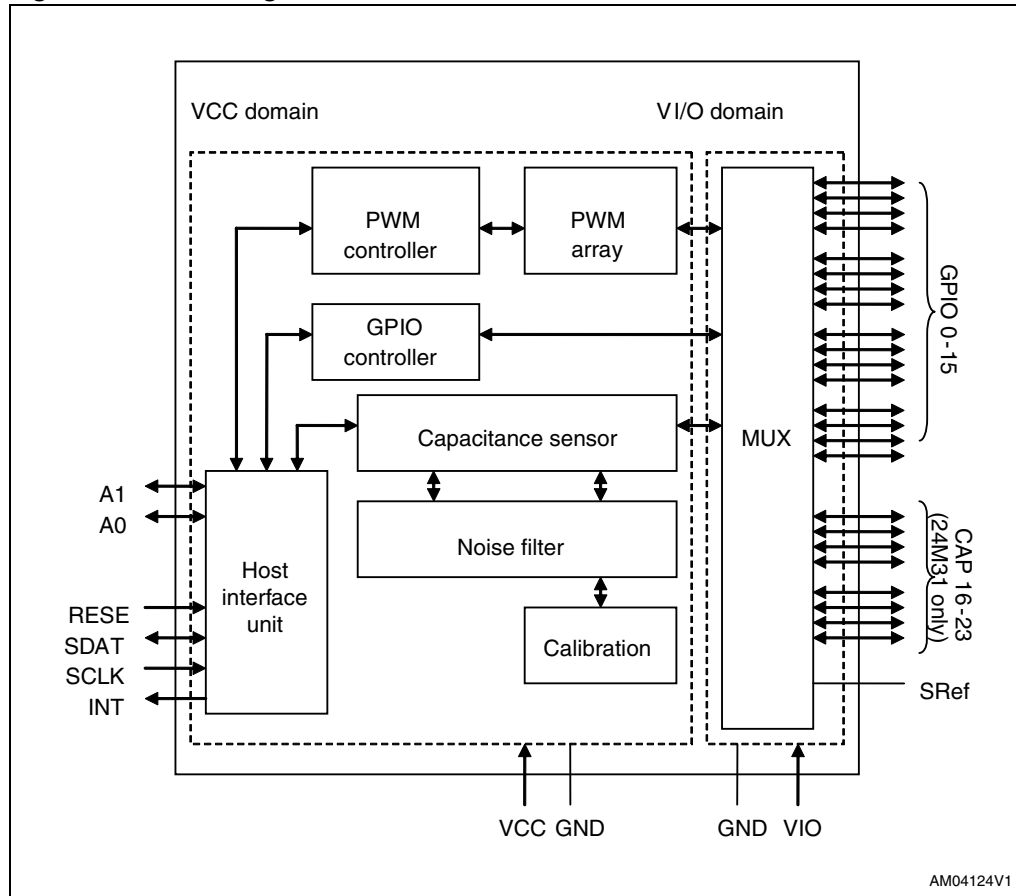 VCC domain
VI/O domain
PWM
controller
PWM
array
GPIO
controller
Capacitance sensor
MUX
Noise filter
Host
interface
unit
Calibration
A1
A0
RESE
SDAT
SCLK
INT
GPIO 0-15
CAP 16-23
(24M31 only)
SRef
VCC GND
GND VIO
AM04124V1